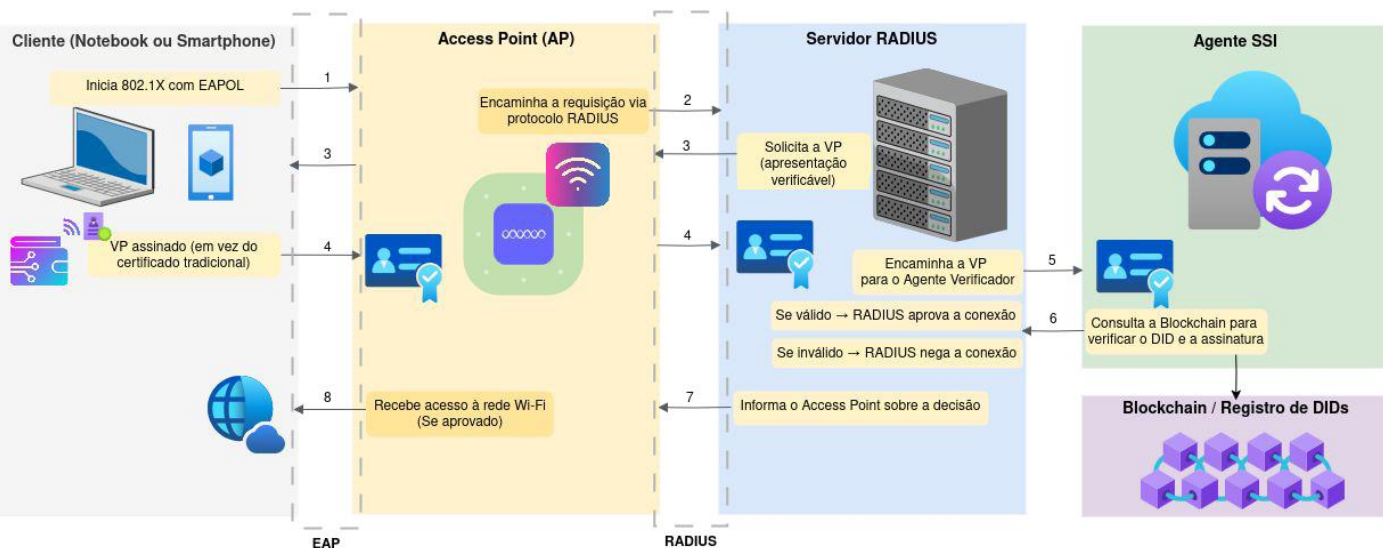 Cliente (Notebook ou Smartphone)
Access Point (AP)
Servidor RADIUS
Agente SSI
Inicia 802.1X com EAPOL
1
Encaminha a requisição via
protocolo RADIUS
2
3
3
Solicita a VP
(apresentação
verificável)
VP assinado (em vez do
certificado tradicional)
4
4
Encaminha a VP
para o Agente Verificador
5
Se válido → RADIUS aprova a conexão
6
Consulta a Blockchain para
verificar o DID e a assinatura
Se inválido → RADIUS nega a conexão
8
Recebe acesso à rede Wi-Fi
(Se aprovado)
7
Informa o Access Point sobre a decisão
Blockchain / Registro de DIDs
EAP
RADIUS